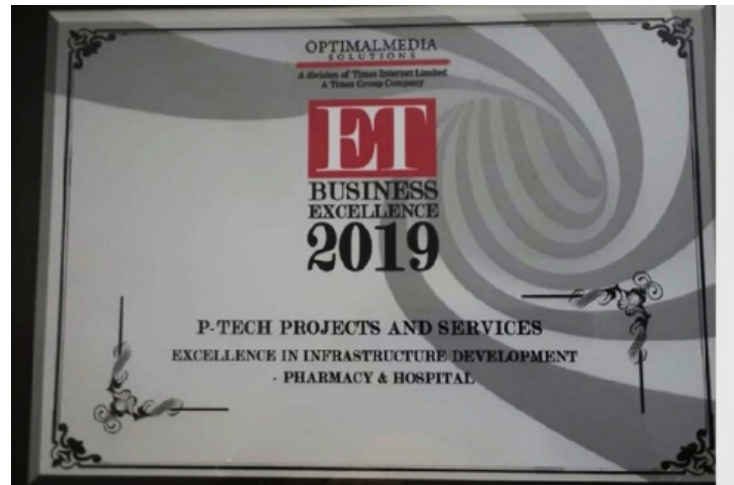 OPTIMALMEDIA
SOLUTIONS
A division of Times Internet Limited
A Times Group Company
ET
BUSINESS
EXCELLENCE
2019
P-TECH PROJECTS AND SERVICES
EXCELLENCE IN INFRASTRUCTURE DEVELOPMENT
- PHARMACY & HOSPITAL